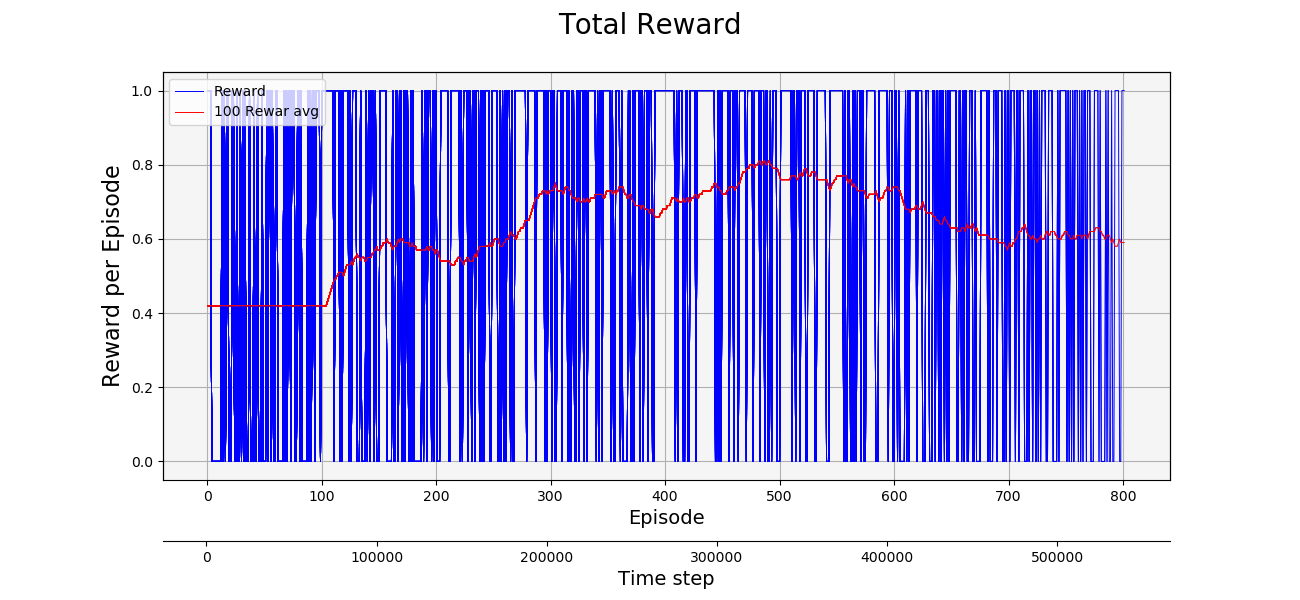 Total Reward
Reward
100 Rewar avg
Reward per Episode
1.0
0.8
0.6
0.4
0.2
0.0
0 100 200 300 400 500 600 700 800
Episode
0 100000 200000 300000 400000 500000
Time step